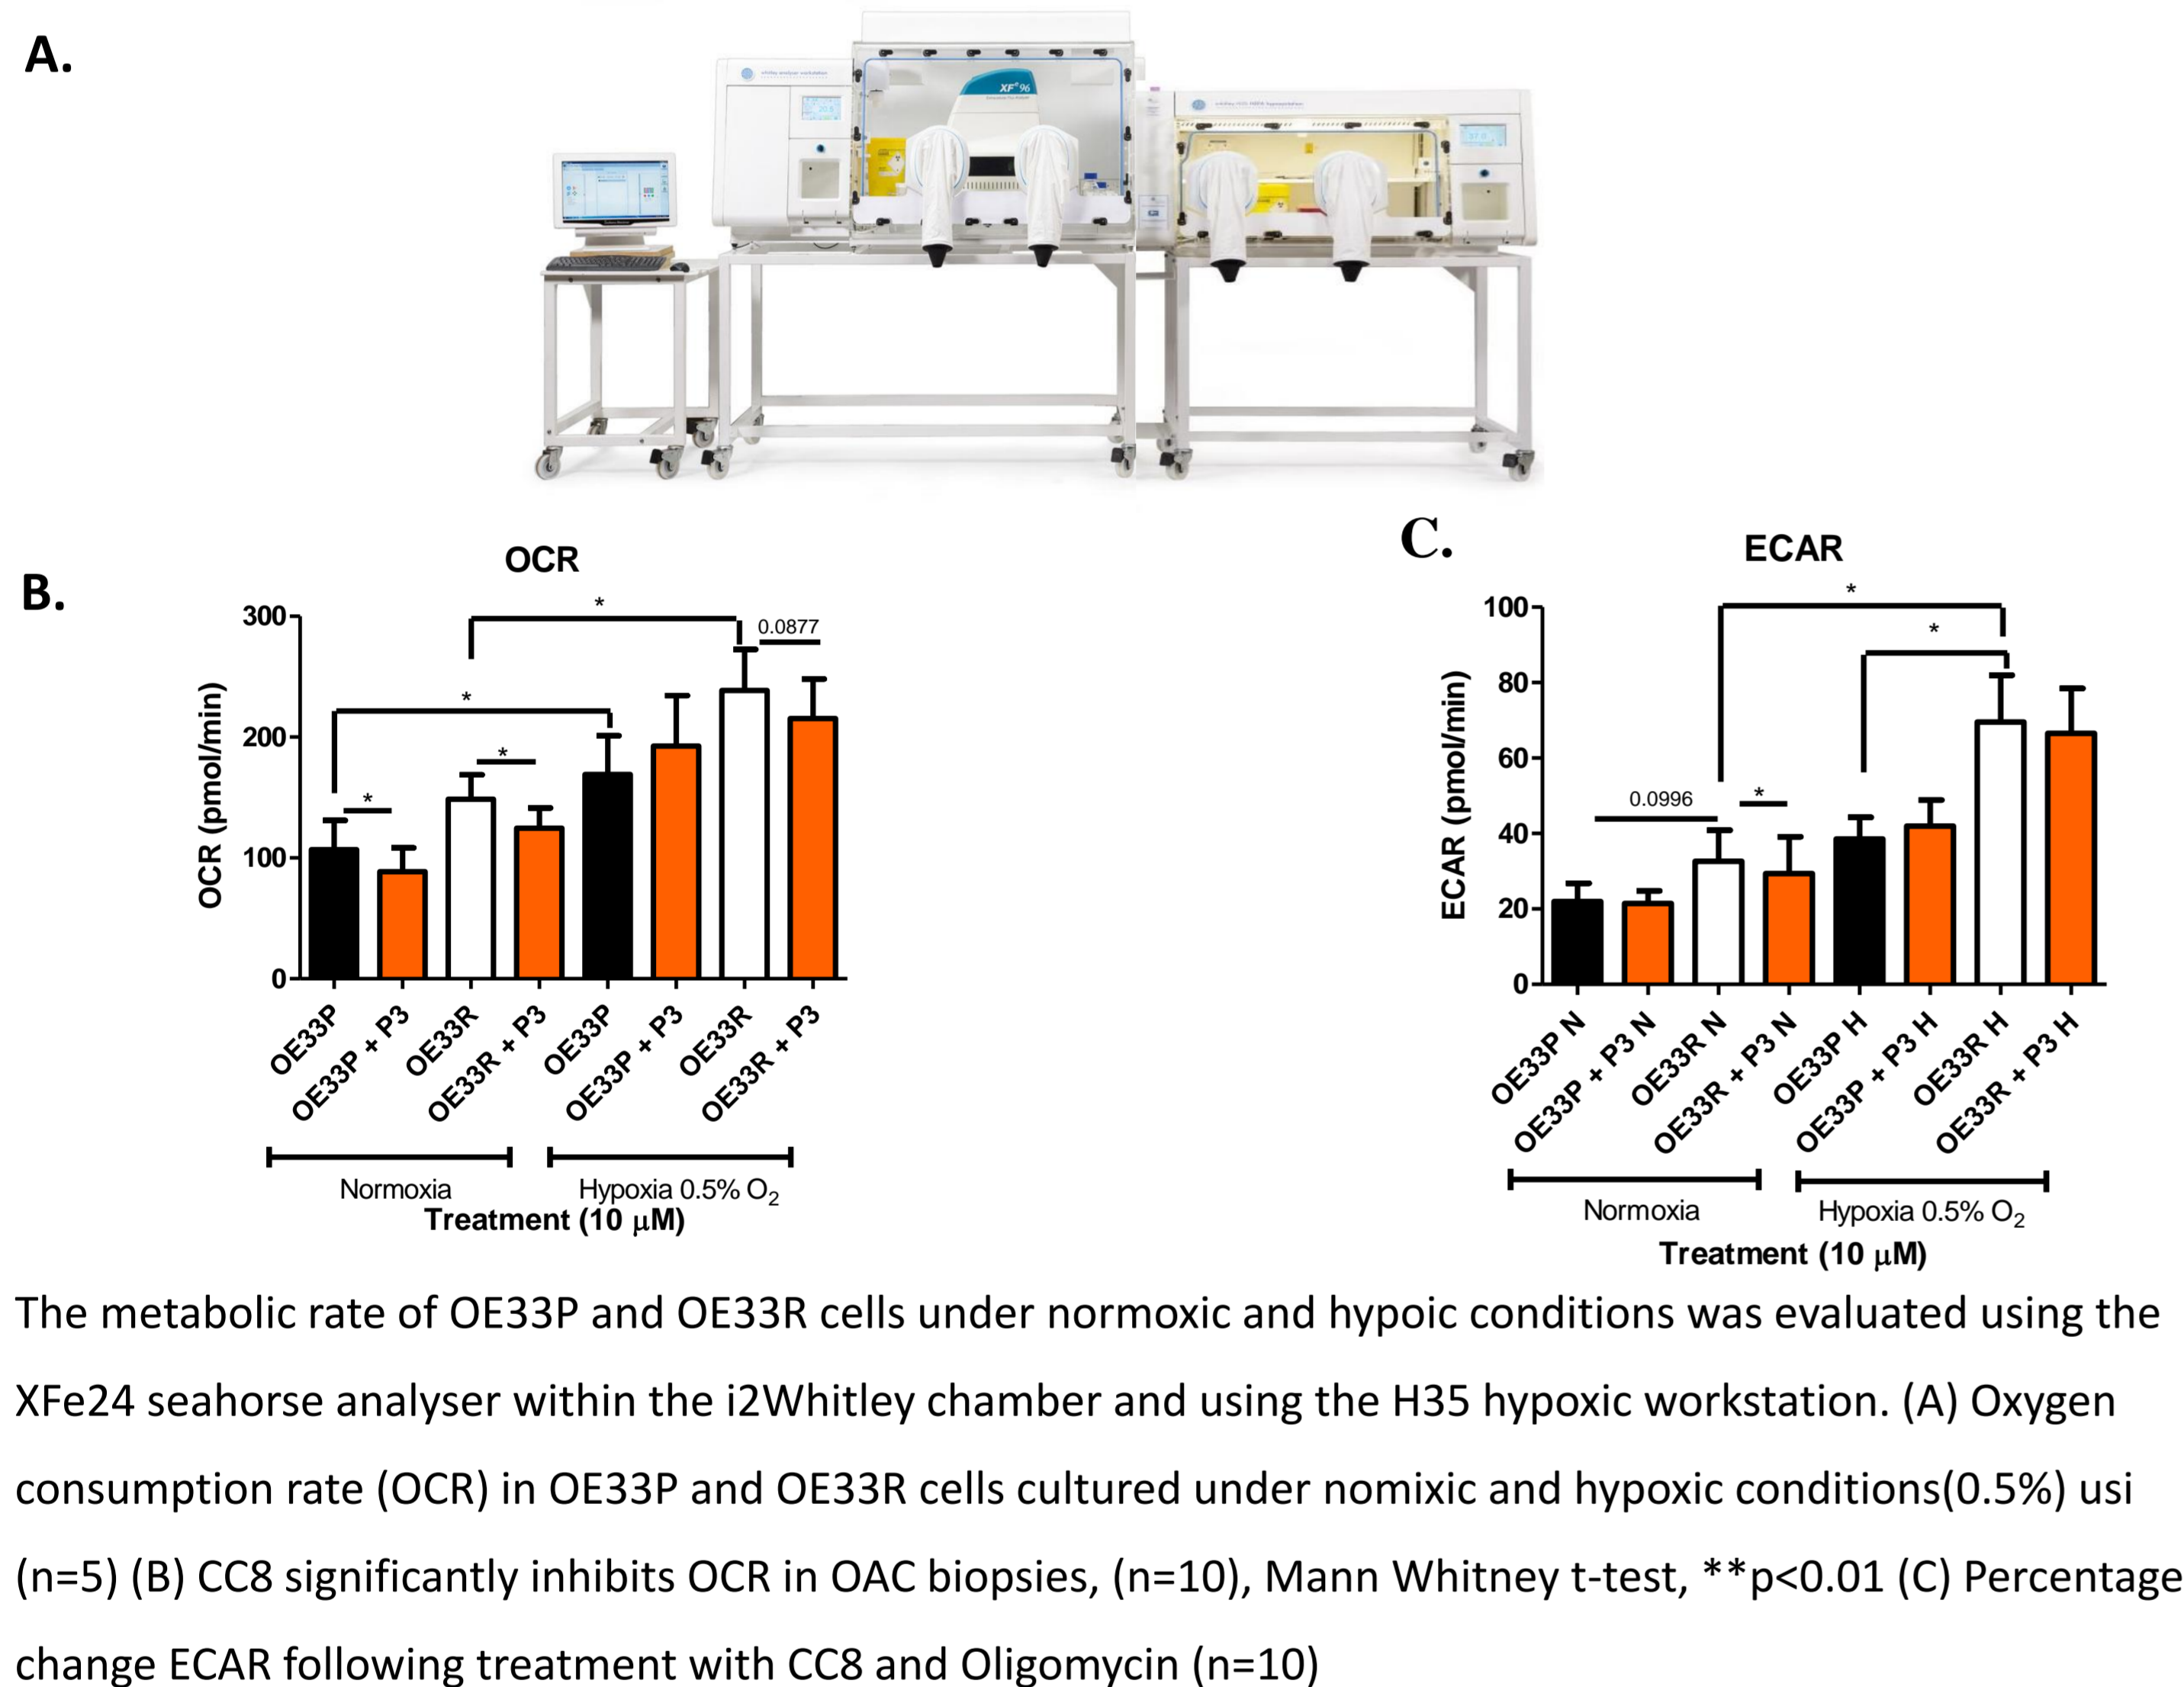 A.
XFe96
B.
OCR
OCR (pmol/min)
300
200
100
0
*
*
*
*
0.0877
OE33P
OE33P + P3
OE33R
OE33R + P3
OE33P
OE33P + P3
OE33R
OE33R + P3
Normoxia
Hypoxia 0.5% O2
Treatment (10 μM)
C.
ECAR
ECAR (pmol/min)
100
80
60
40
20
0
0.0996
*
*
*
OE33P N
OE33P + P3 N
OE33R N
OE33R + P3 N
OE33P H
OE33P + P3 H
OE33R H
OE33R + P3 H
Normoxia
Hypoxia 0.5% O2
Treatment (10 μM)
The metabolic rate of OE33P and OE33R cells under normoxic and hypoic conditions was evaluated using the
XFe24 seahorse analyser within the i2Whitley chamber and using the H35 hypoxic workstation. (A) Oxygen
consumption rate (OCR) in OE33P and OE33R cells cultured under nomixic and hypoxic conditions(0.5%) usi
(n=5) (B) CC8 significantly inhibits OCR in OAC biopsies, (n=10), Mann Whitney t-test, **p<0.01 (C) Percentage
change ECAR following treatment with CC8 and Oligomycin (n=10)